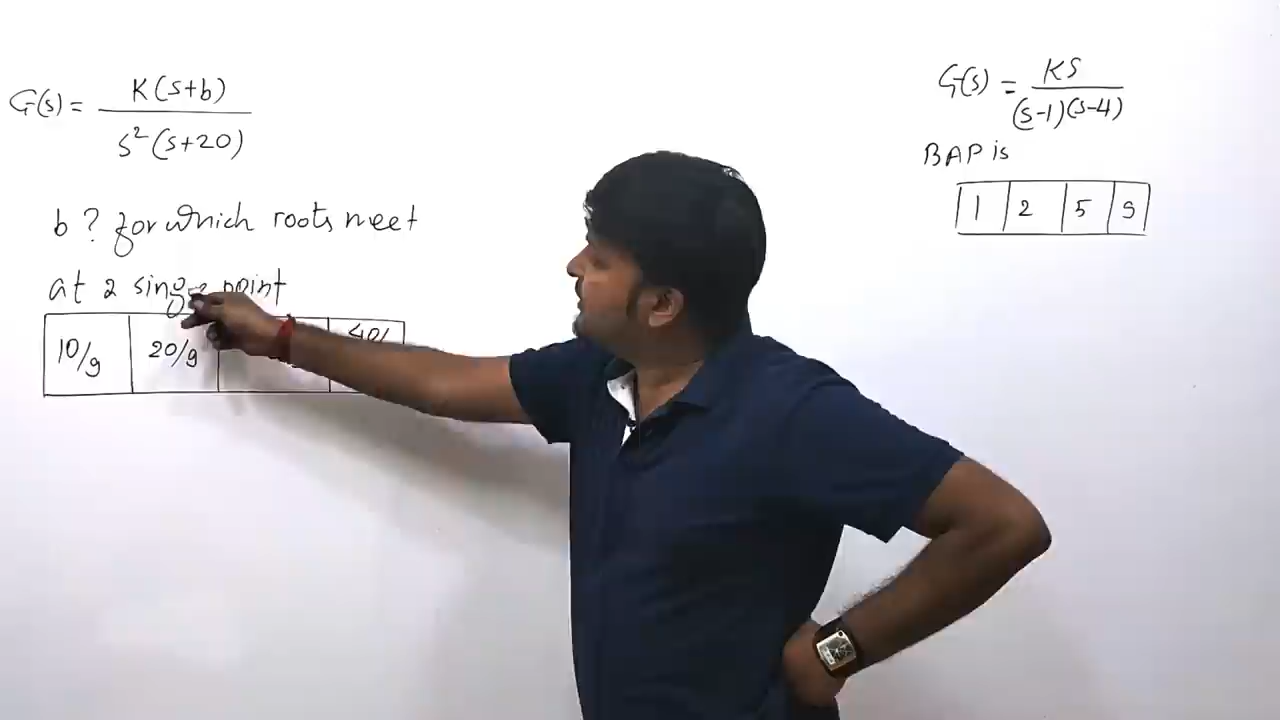 G(s) = K(s+b) / s²(s+20)
b ? for which roots meet
at 2 single point
10/9 20/9 40/
G(s) = KS / (s-1)(s-4)
BAP is
1 2 5 9